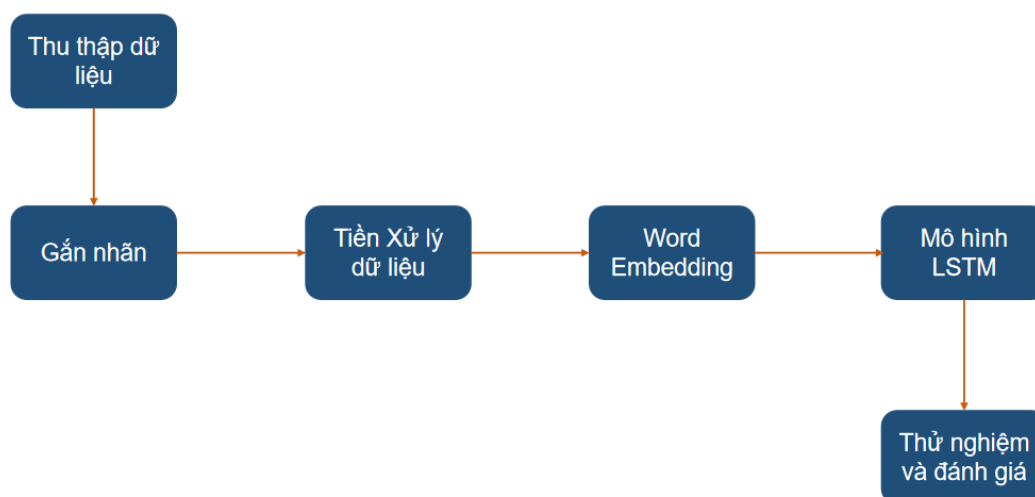 Thu thập dữ
liệu
Gắn nhãn
Tiền Xử lý
dữ liệu
Word
Embedding
Mô hình
LSTM
Thử nghiệm
và đánh giá